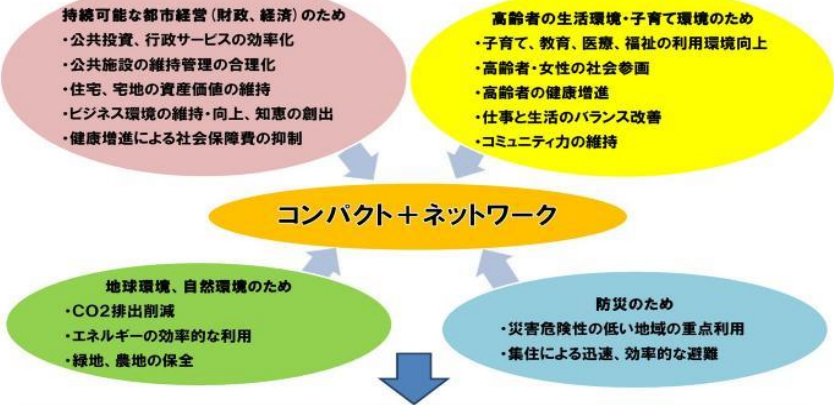 持続可能な都市経営（財政、経済）のため
・公共投資、行政サービスの効率化
・公共施設の維持管理の合理化
・住宅、宅地の資産価値の維持
・ビジネス環境の維持・向上、知恵の創出
・健康増進による社会保障費の抑制
高齢者の生活環境・子育て環境のため
・子育て、教育、医療、福祉の利用環境向上
・高齢者・女性の社会参画
・高齢者の健康増進
・仕事と生活のバランス改善
・コミュニティ力の維持
コンパクト＋ネットワーク
地球環境、自然環境のため
・CO2排出削減
・エネルギーの効率的な利用
・緑地、農地の保全
防災のため
・災害危険性の低い地域の重点利用
・集住による迅速、効率的な避難